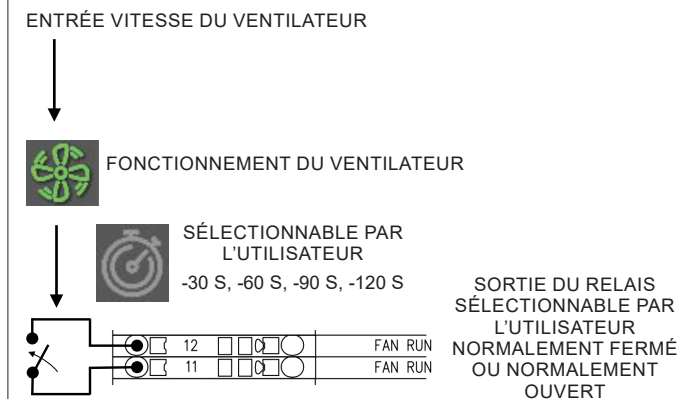 ENTRÉE VITESSE DU VENTILATEUR
FONCTIONNEMENT DU VENTILATEUR
SÉLECTIONNABLE PAR
L'UTILISATEUR
-30 S, -60 S, -90 S, -120 S
SORTIE DU RELAIS
SÉLECTIONNABLE PAR
L'UTILISATEUR
NORMALEMENT FERMÉ
OU NORMALEMENT
OUVERT
12 FAN RUN
11 FAN RUN